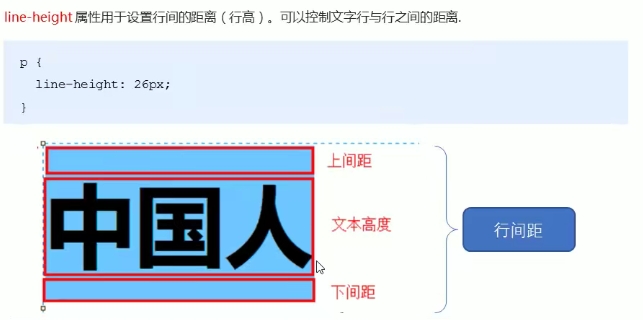 line-height 属性用于设置行间的距离（行高）。可以控制文字行与行之间的距离.
p {
line-height: 26px;
}
上间距
中国人
文本高度
行间距
下间距